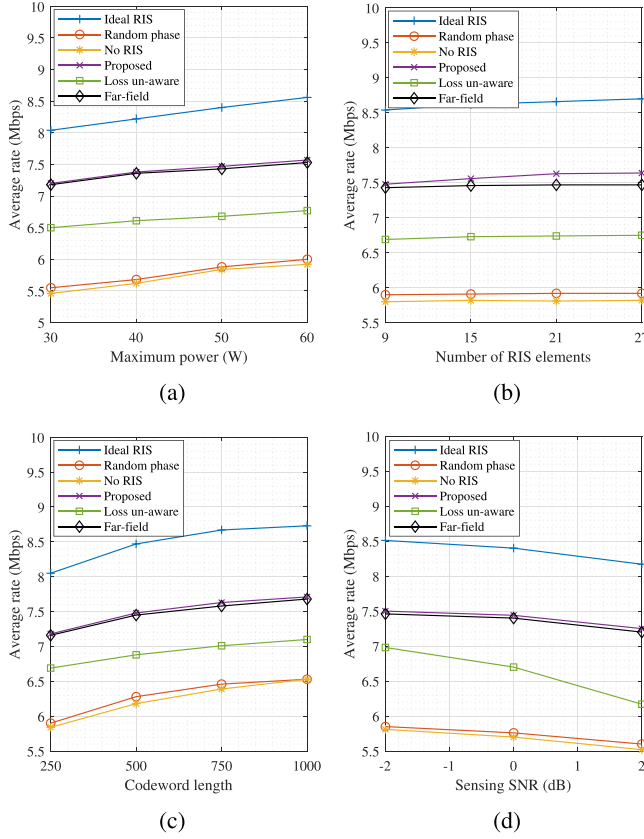 10
9.5
9
8.5
8
7.5
7
6.5
6
5.5
5
Average rate (Mbps)
Ideal RIS
Random phase
No RIS
Proposed
Loss un-aware
Far-field
30 40 50 60
Maximum power (W)
(a)
10
9.5
9
8.5
8
7.5
7
6.5
6
5.5
Average rate (Mbps)
Ideal RIS
Random phase
No RIS
Proposed
Loss un-aware
Far-field
9 15 21 27
Number of RIS elements
(b)
10
9.5
9
8.5
8
7.5
7
6.5
6
5.5
Average rate (Mbps)
Ideal RIS
Random phase
No RIS
Proposed
Loss un-aware
Far-field
250 500 750 1000
Codeword length
(c)
10
9.5
9
8.5
8
7.5
7
6.5
6
5.5
Average rate (Mbps)
Ideal RIS
Random phase
No RIS
Proposed
Loss un-aware
Far-field
-2 -1 0 1 2
Sensing SNR (dB)
(d)